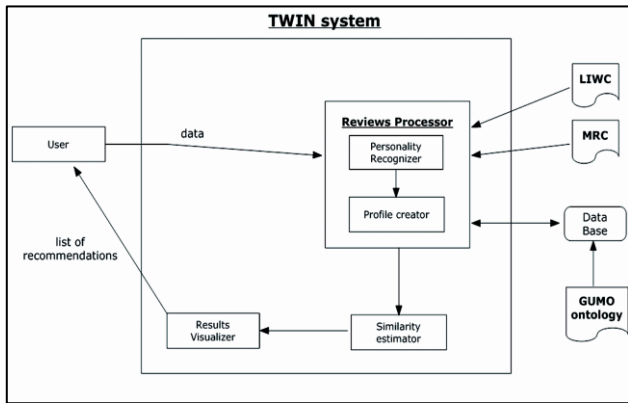 TWIN system
LIWC
Reviews Processor
MRC
User
data
Personality
Recognizer
Profile creator
Data
Base
list of
recommendations
GUMO
ontology
Results
Visualizer
Similarity
estimator